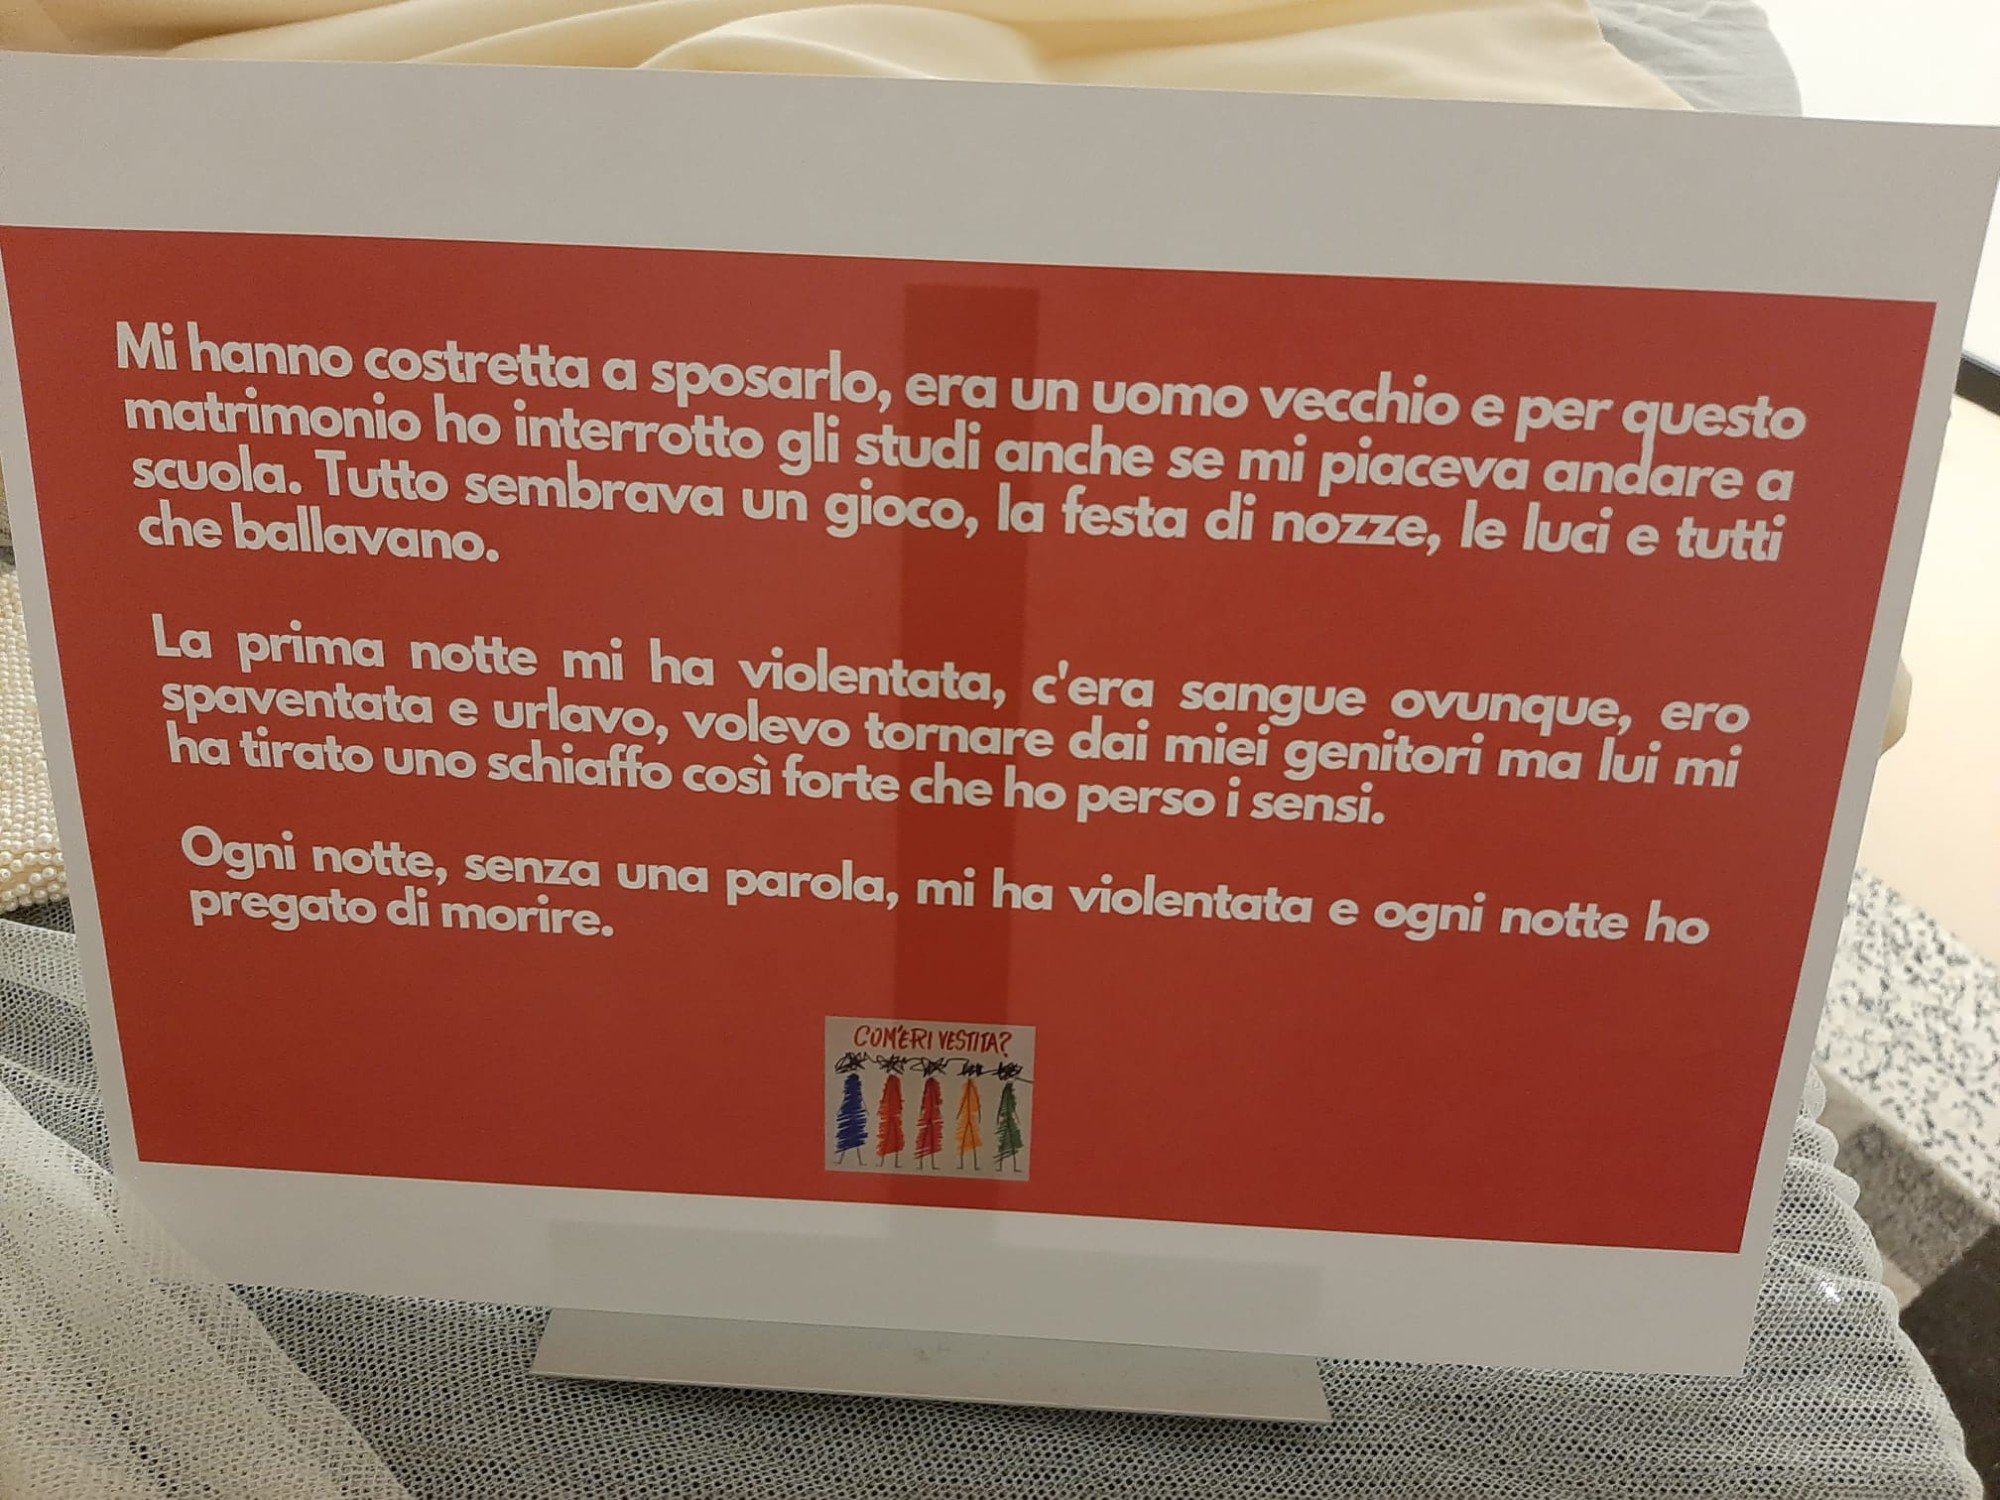 Mi hanno costretta a sposarlo, era un uomo vecchio e per questo
matrimonio ho interrotto gli studi anche se mi piaceva andare a
scuola. Tutto sembrava un gioco, la festa di nozze, le luci e tutti
che ballavano.
La prima notte mi ha violentata, c'era sangue ovunque, ero
spaventata e urlavo, volevo tornare dai miei genitori ma lui mi
ha tirato uno schiaffo così forte che ho perso i sensi.
Ogni notte, senza una parola, mi ha violentata e ogni notte ho
pregato di morire.
COM'ERI VESTITA?